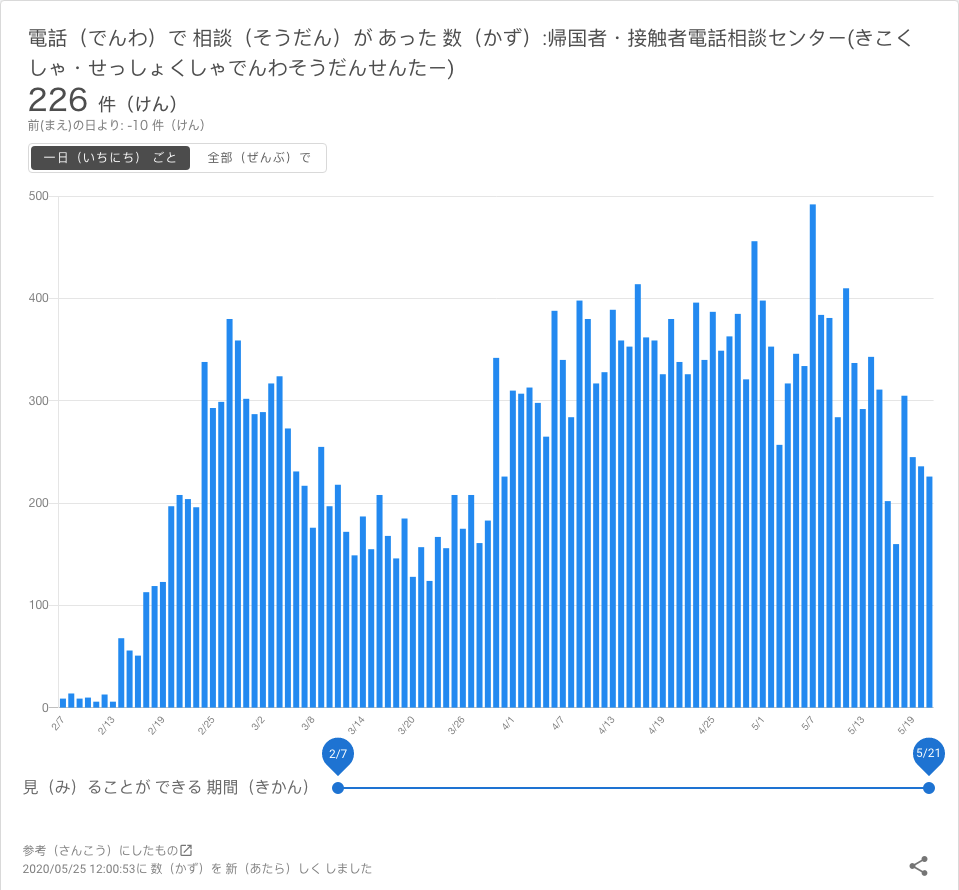 電話（でんわ）で 相談（そうだん）が あった 数（かず）:帰国者・接触者電話相談センター(きこく
しゃ・せっしょくしゃでんわそうだんせんたー)
226 件（けん）
前(まえ)の日より: -10 件（けん）
一日（いちにち） ごと 全部（ぜんぶ）で
500
400
300
200
100
0
2/7 2/13 2/19 2/25 3/2 3/8 3/14 3/20 3/26 4/1 4/7 4/13 4/19 4/25 5/1 5/7 5/13 5/19
2/7 5/21
見（み）ることが できる 期間（きかん）
参考（さんこう）にしたもの
2020/05/25 12:00:53に 数（かず）を 新（あたら）しく しました